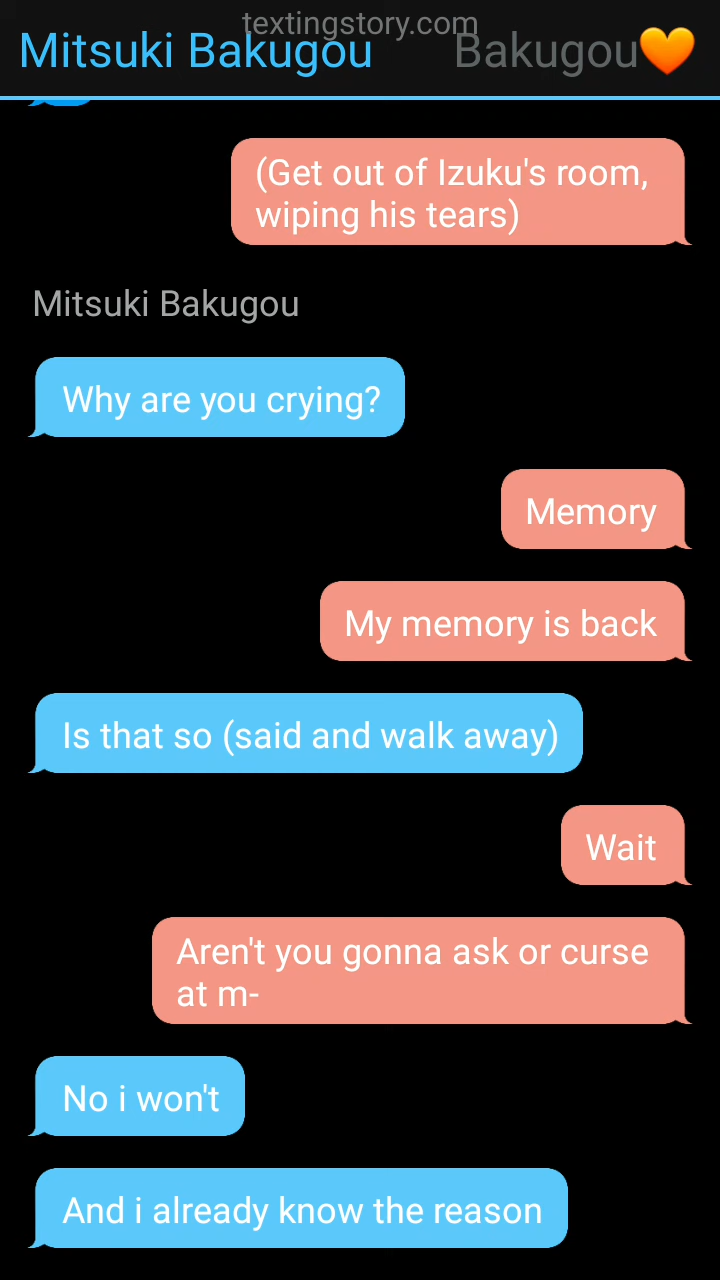 textingstory.com
Mitsuki Bakugou
Bakugou🧡
(Get out of Izuku's room,
wiping his tears)
Mitsuki Bakugou
Why are you crying?
Memory
My memory is back
Is that so (said and walk away)
Wait
Aren't you gonna ask or curse
at m-
No i won't
And i already know the reason